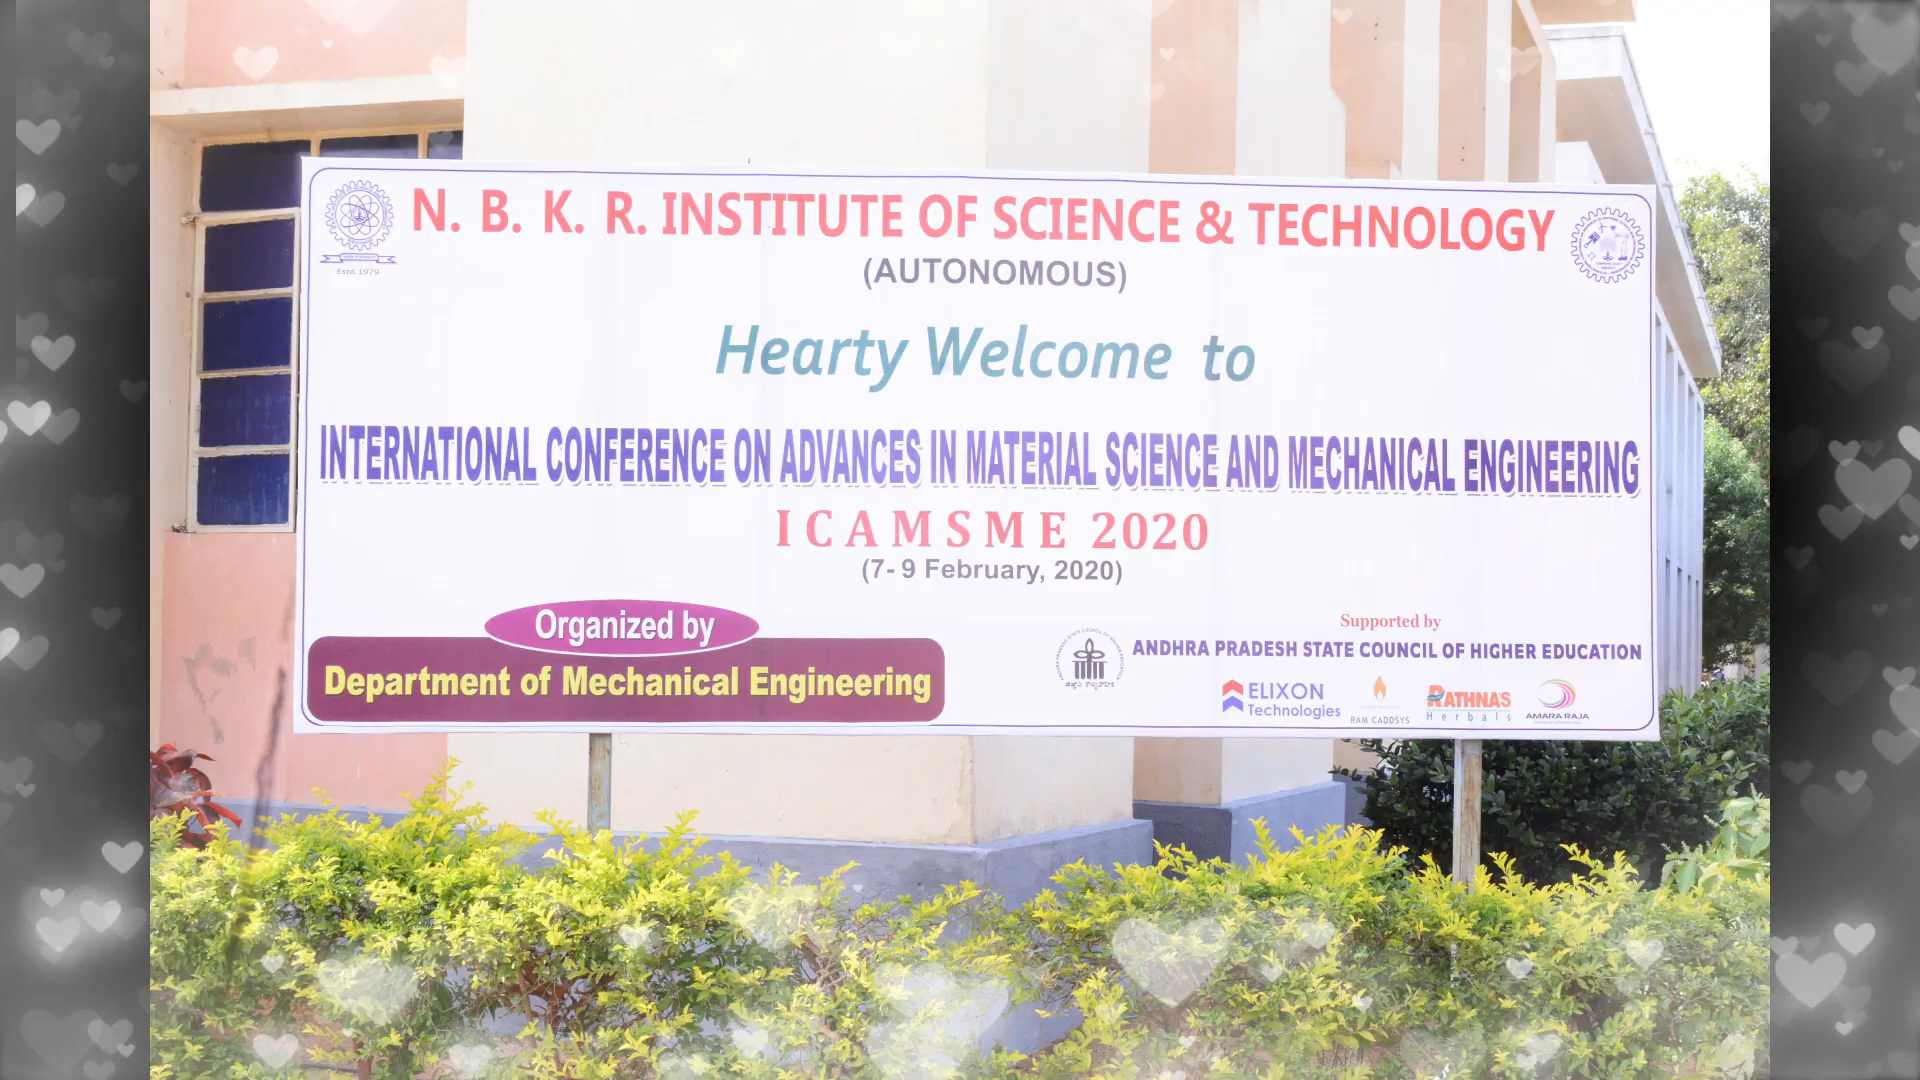 N. B. K. R. INSTITUTE OF SCIENCE & TECHNOLOGY
(AUTONOMOUS)
Estd.1979
Hearty Welcome to
INTERNATIONAL CONFERENCE ON ADVANCES IN MATERIAL SCIENCE AND MECHANICAL ENGINEERING
ICAMSME 2020
(7- 9 February, 2020)
Organized by
Department of Mechanical Engineering
Supported by
ANDHRA PRADESH STATE COUNCIL OF HIGHER EDUCATION
ELIXON
Technologies
RAM CADDSYS
RATHNA'S
Herbals
AMARA RAJA